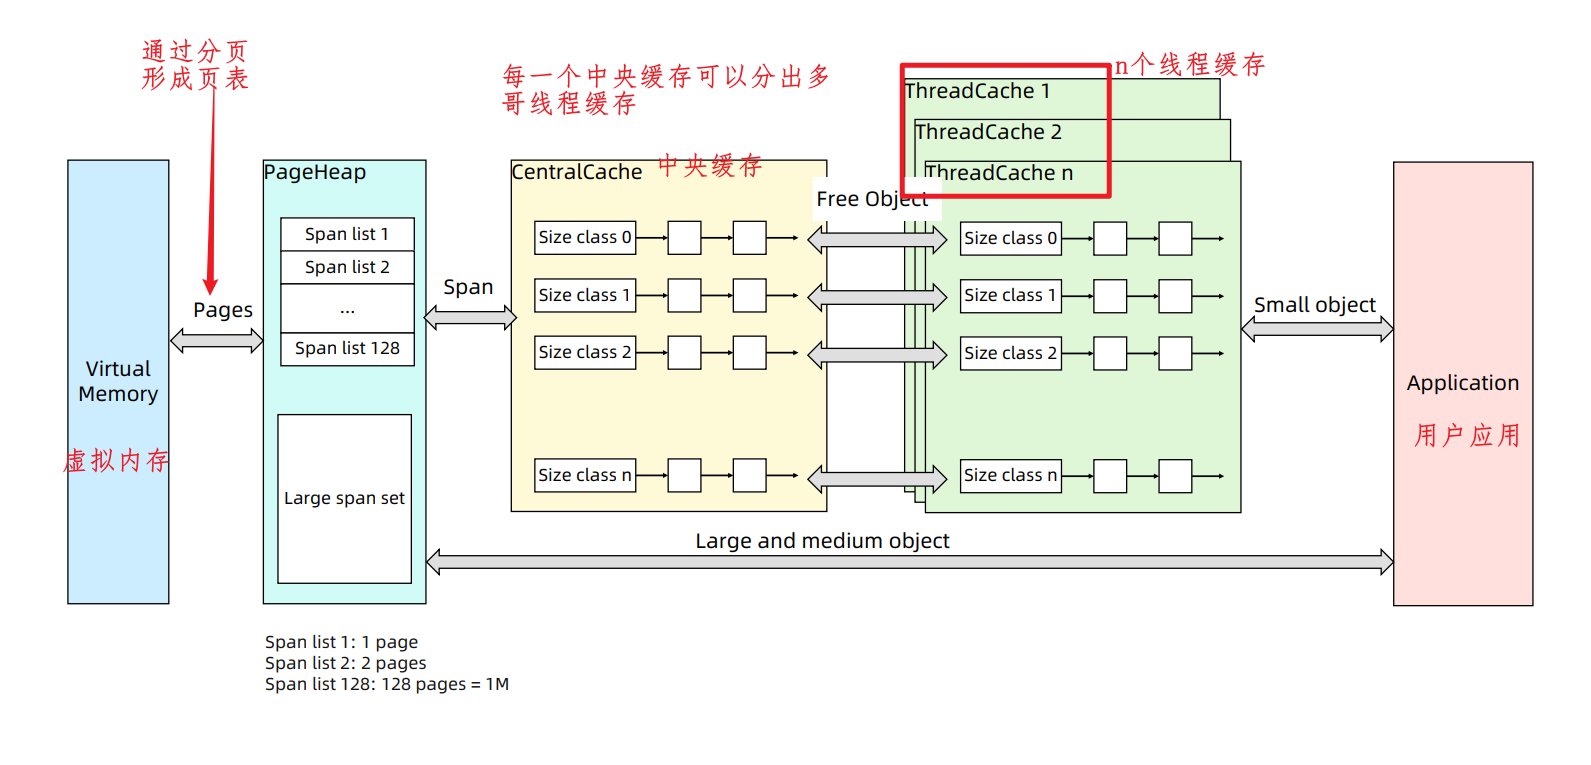 通过分页
形成页表
每一个中央缓存可以分出多
哥线程缓存
n个线程缓存
ThreadCache 1
ThreadCache 2
ThreadCache n
PageHeap
CentralCache
中央缓存
Free Object
Span list 1
Span list 2
...
Span list 128
Large span set
Pages
Span
Virtual
Memory
虚拟内存
Size class 0
Size class 1
Size class 2
Size class n
Size class 0
Size class 1
Size class 2
Size class n
Small object
Application
用户应用
Large and medium object
Span list 1: 1 page
Span list 2: 2 pages
Span list 128: 128 pages = 1M